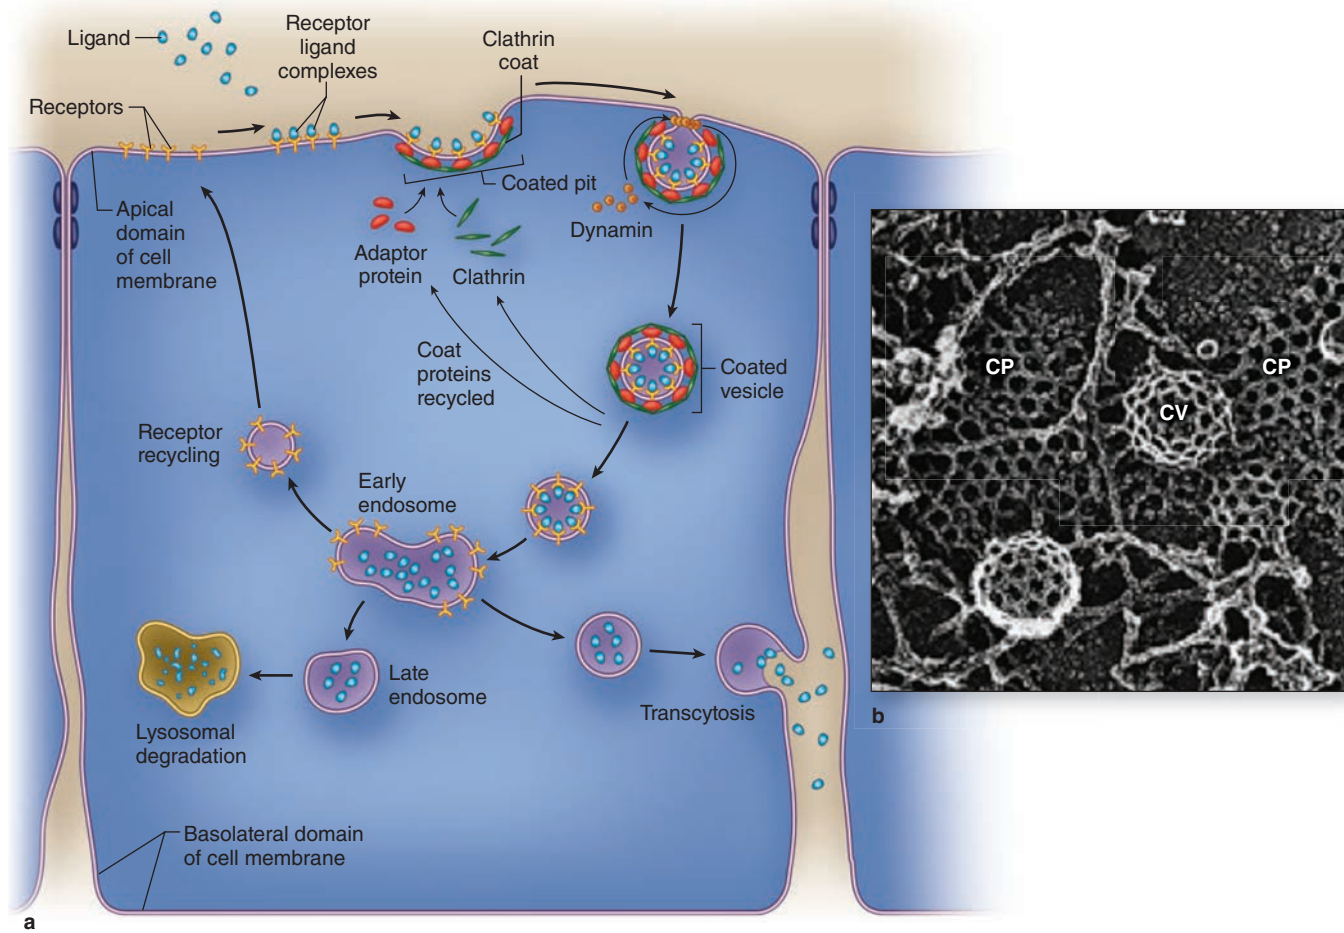 Ligand
Receptor
ligand
complexes
Clathrin
coat
Receptors
Coated pit
Apical
domain
of cell
membrane
Adaptor
protein
Clathrin
Dynamin
Coat
proteins
recycled
Coated
vesicle
Receptor
recycling
Early
endosome
Late
endosome
Lysosomal
degradation
Transcytosis
Basolateral domain
of cell membrane
a
CP
CP
CV
b